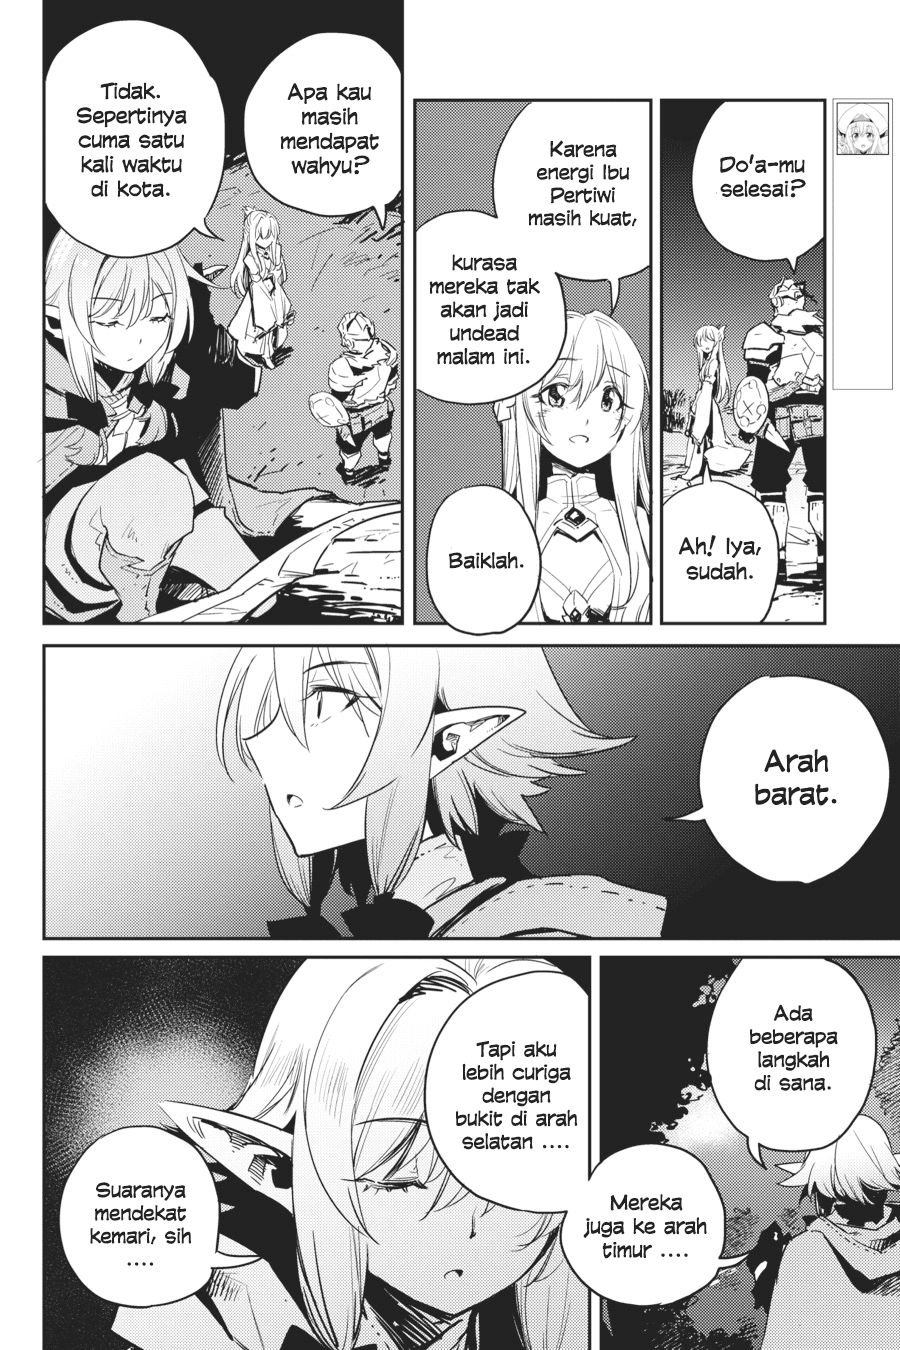 Do'a-mu
selesai?
Ah! Iya,
sudah.
Karena
energi Ibu
Pertiwi
masih kuat,
kurasa
mereka tak
akan jadi
undead
malam ini.
Baiklah.
Apa kau
masih
mendapat
wahyu?
Tidak.
Sepertinya
cuma satu
kali waktu
di kota.
Arah
barat.
Ada
beberapa
langkah
di sana.
Mereka
juga ke arah
timur ....
Tapi aku
lebih curiga
dengan
bukit di arah
selatan ....
Suaranya
mendekat
kemari, sih
....